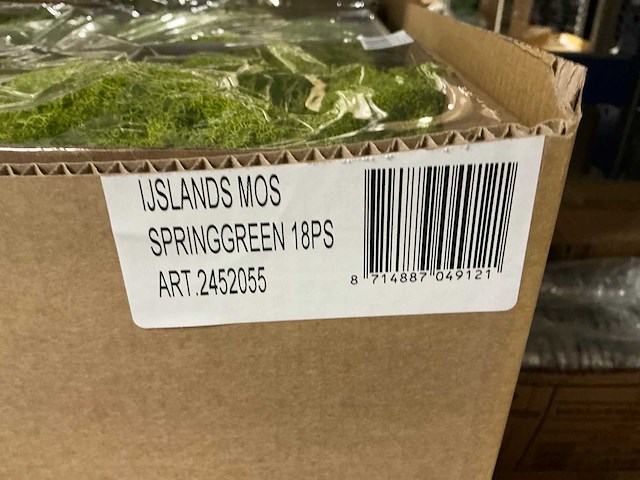 IJSLANDS MOS
SPRINGGREEN 18PS
ART.2452055
8 714887 049121